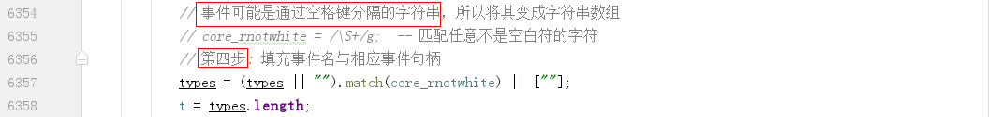 6354 // 事件可能是通过空格键分隔的字符串，所以将其变成字符串数组
6355 // core_rnotwhite = /\S+/g; -- 匹配任意不是空白符的字符
6356 // 第四步：填充事件名与相应事件句柄
6357 types = (types || "").match(core_rnotwhite) || [""];
6358 t = types.length;